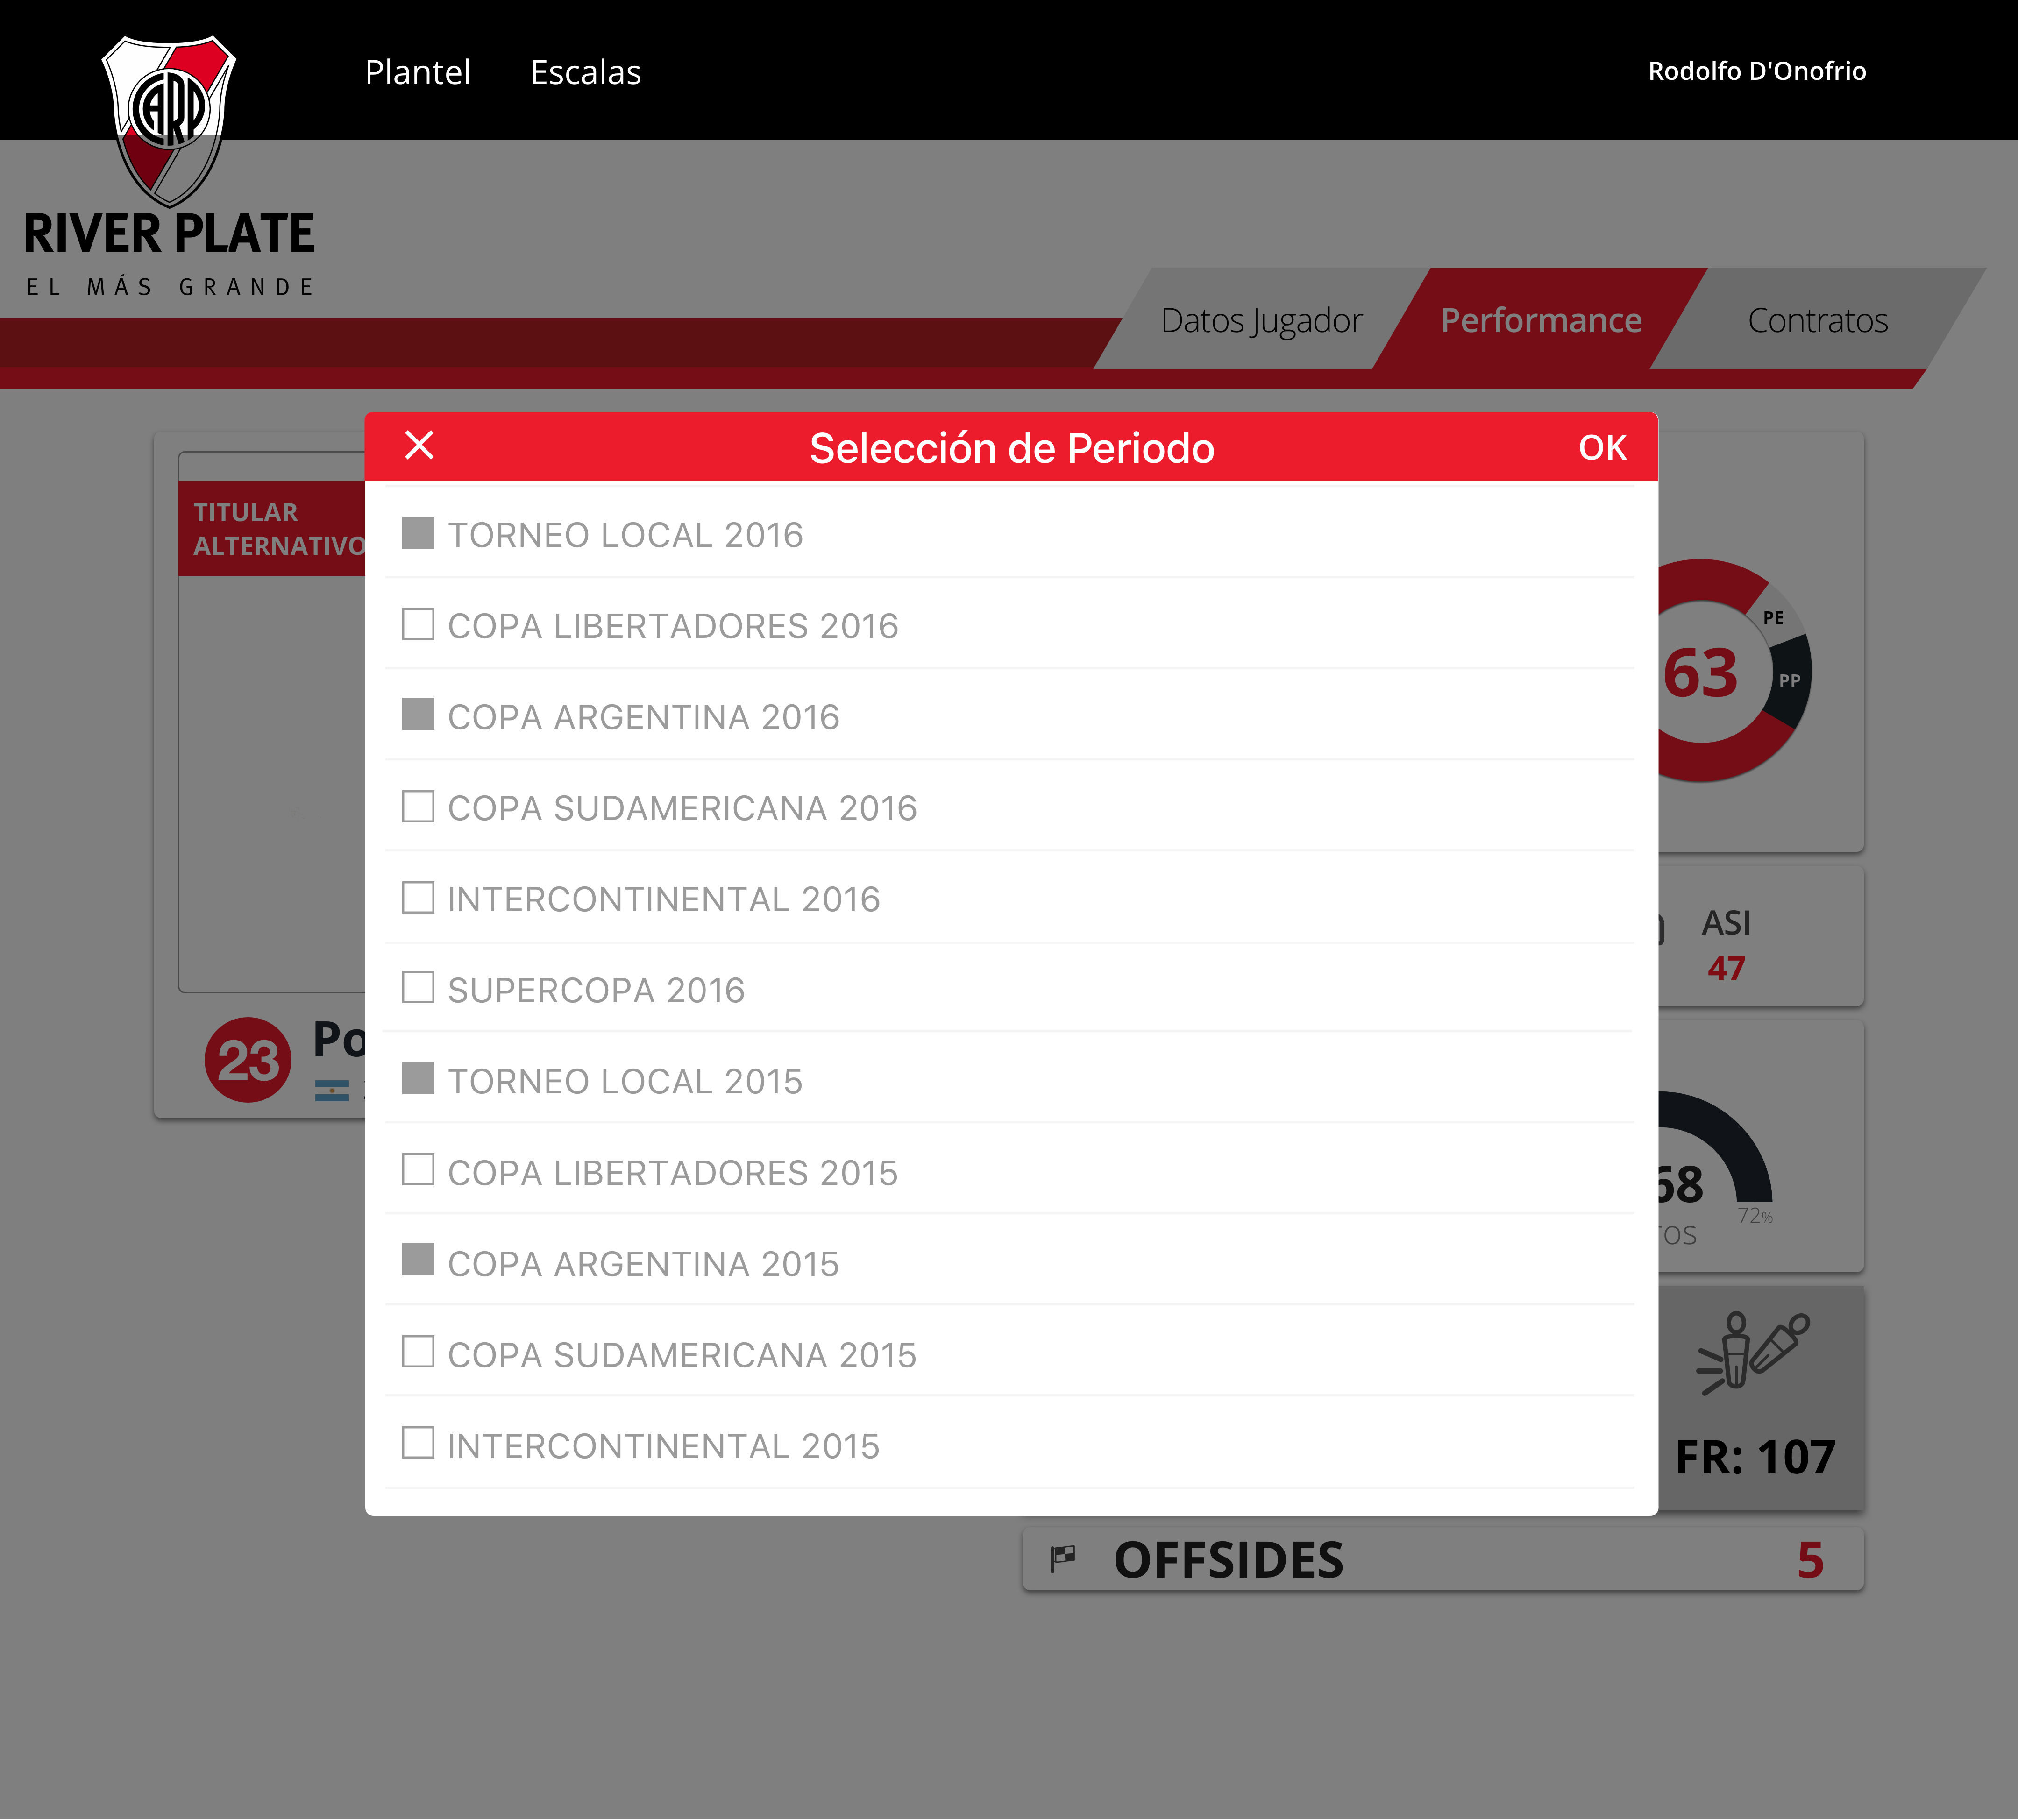 Plantel
Escalas
Rodolfo D'Onofrio
CARP
RIVER PLATE
EL MÁS GRANDE
Datos Jugador
Performance
Contratos
Selección de Periodo
OK
TITULAR
ALTERNATIVO
TORNEO LOCAL 2016
COPA LIBERTADORES 2016
COPA ARGENTINA 2016
COPA SUDAMERICANA 2016
INTERCONTINENTAL 2016
SUPERCOPA 2016
TORNEO LOCAL 2015
COPA LIBERTADORES 2015
COPA ARGENTINA 2015
COPA SUDAMERICANA 2015
INTERCONTINENTAL 2015
23
Po
PE
63
PP
ASI
47
68
72%
TOS
FR: 107
OFFSIDES
5